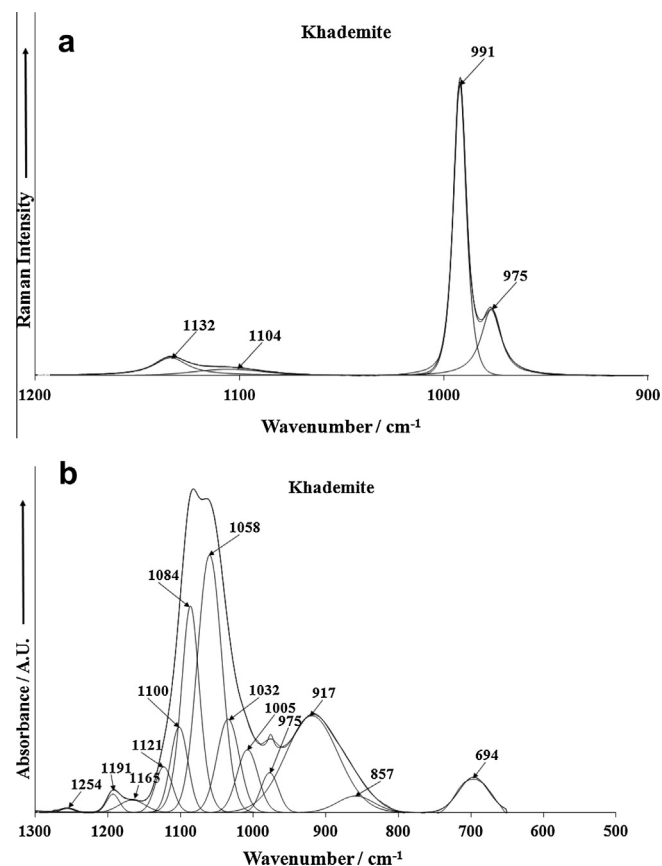 a
Khademite
991
975
1132
1104
Raman Intensity
1200 1100 1000 900
Wavenumber / cm-1
b
Khademite
1058
1084
1100
1032
917
1005
975
1121
1191
1165
1254
857
694
Absorbance / A.U.
1300 1200 1100 1000 900 800 700 600 500
Wavenumber / cm-1